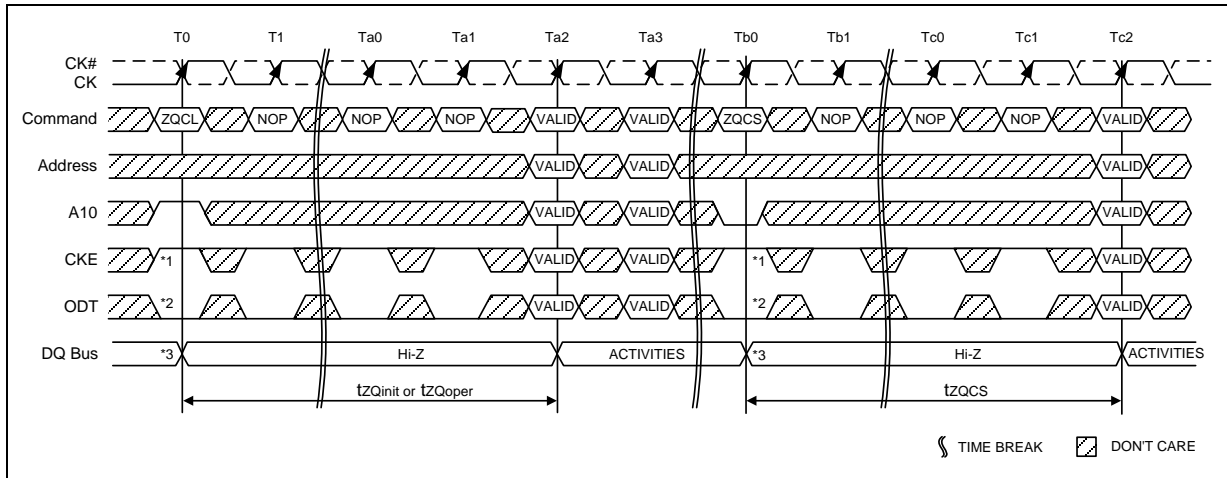 T0 T1 Ta0 Ta1 Ta2 Ta3 Tb0 Tb1 Tc0 Tc1 Tc2
CK#
CK
Command ZQCL NOP NOP NOP VALID VALID ZQCS NOP NOP NOP VALID
Address VALID VALID VALID
A10 VALID VALID VALID
CKE *1 VALID VALID *1 VALID
ODT *2 VALID VALID *2 VALID
DQ Bus *3 Hi-Z ACTIVITIES *3 Hi-Z ACTIVITIES
tZQinit or tZQoper tZQCS
TIME BREAK DON'T CARE